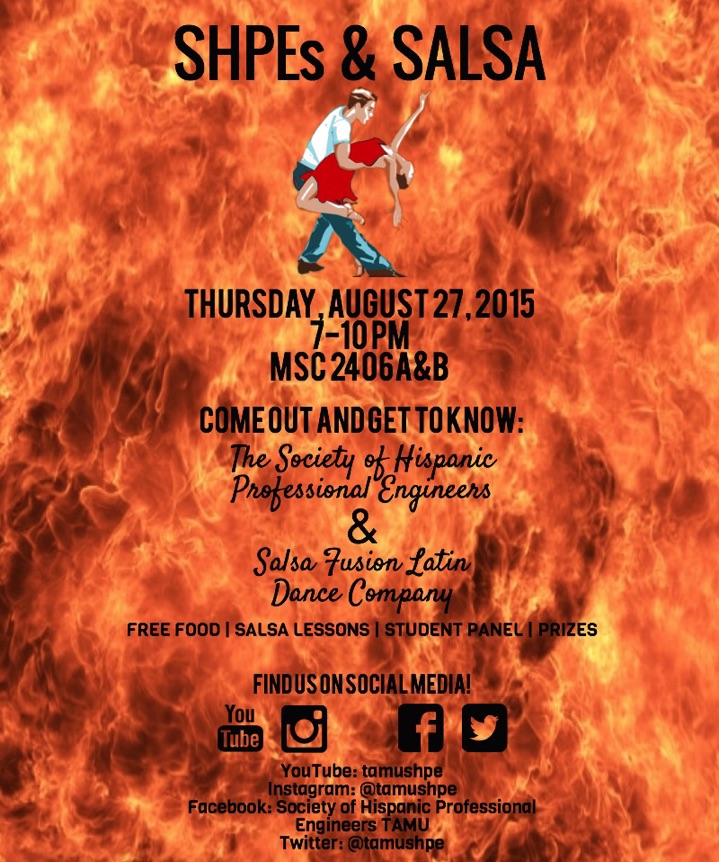 SHPEs & SALSA
THURSDAY, AUGUST 27, 2015
7-10 PM
MSC 2406A&B
COME OUT AND GET TO KNOW:
The Society of Hispanic
Professional Engineers
&
Salsa Fusion Latin
Dance Company
FREE FOOD | SALSA LESSONS | STUDENT PANEL | PRIZES
FIND US ON SOCIAL MEDIA!
You
Tube
YouTube: tamushpe
Instagram: @tamushpe
Facebook: Society of Hispanic Professional
Engineers TAMU
Twitter: @tamushpe